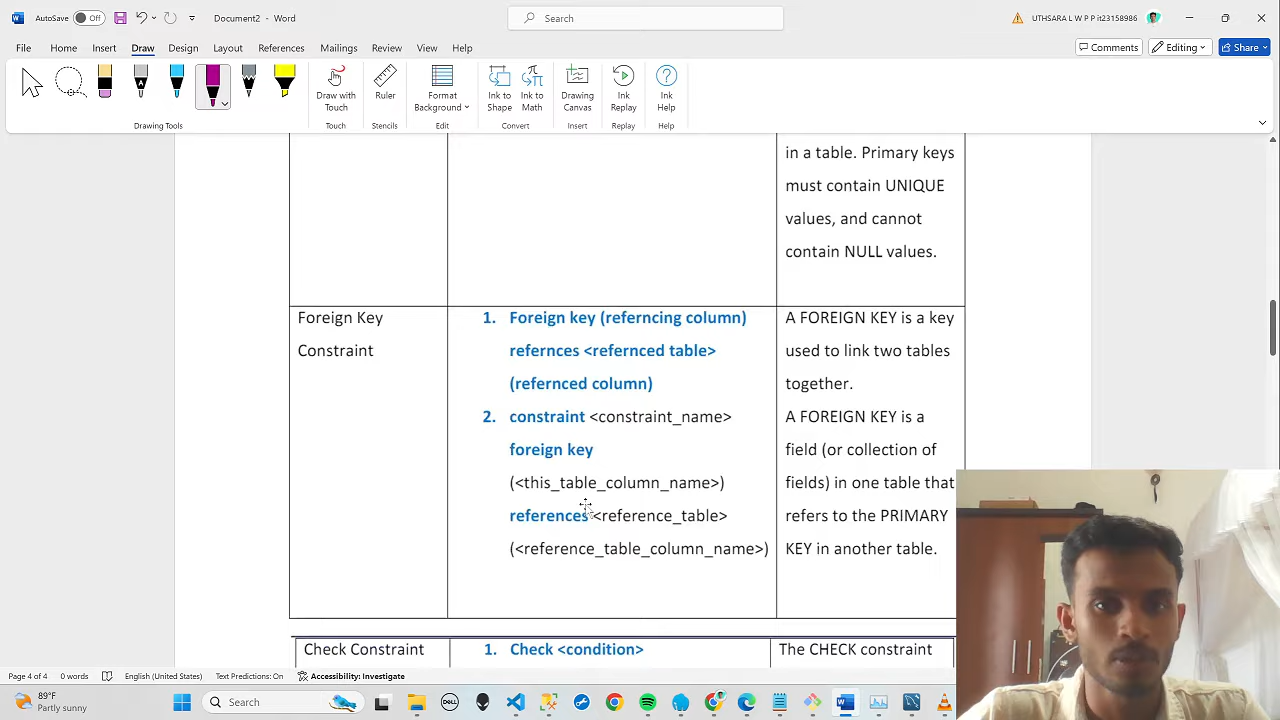 AutoSave Off Document2 - Word Search UTHSARA L W P P it23158986
File Home Insert Draw Design Layout References Mailings Review View Help Comments Editing Share
Draw with Touch
Ruler
Format Background
Ink to Shape
Ink to Math
Drawing Canvas
Ink Replay
Ink Help
Drawing Tools Touch Stencils Edit Convert Insert Replay Help
in a table. Primary keys
must contain UNIQUE
values, and cannot
contain NULL values.
Foreign Key
Constraint
1. Foreign key (referncing column)
refernces <refernced table>
(refernced column)
2. constraint <constraint_name>
foreign key
(<this_table_column_name>)
references <reference_table>
(<reference_table_column_name>)
A FOREIGN KEY is a key
used to link two tables
together.
A FOREIGN KEY is a
field (or collection of
fields) in one table that
refers to the PRIMARY
KEY in another table.
Check Constraint
1. Check <condition>
The CHECK constraint
Page 4 of 4 0 words English (United States) Text Predictions: On Accessibility: Investigate
89°F
Partly sunny
Search
DELL